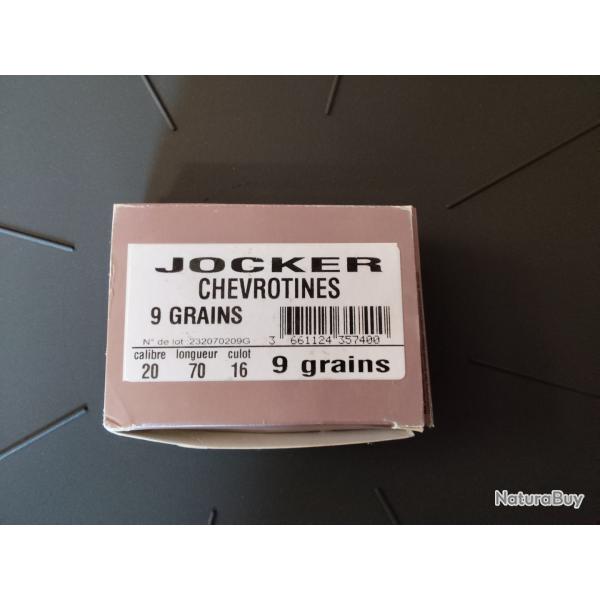 JOCKER
CHEVROTINES
9 GRAINS
N° de lot :232070209G
3 661124 357400
calibre longueur culot
20 70 16
9 grains
NaturaBuy